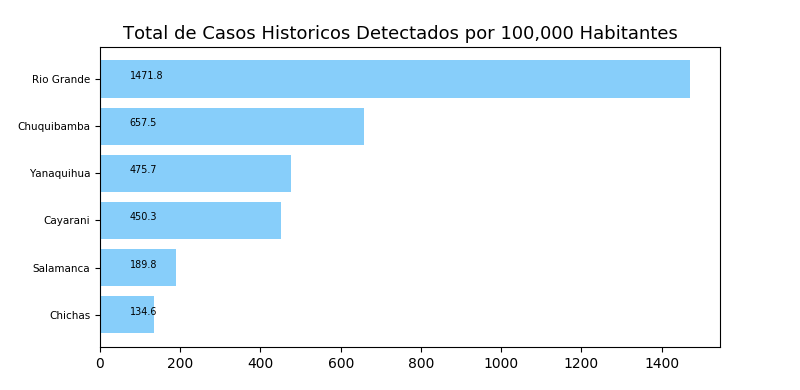 Total de Casos Historicos Detectados por 100,000 Habitantes
Rio Grande 1471.8
Chuquibamba 657.5
Yanaquihua 475.7
Cayarani 450.3
Salamanca 189.8
Chichas 134.6
0 200 400 600 800 1000 1200 1400